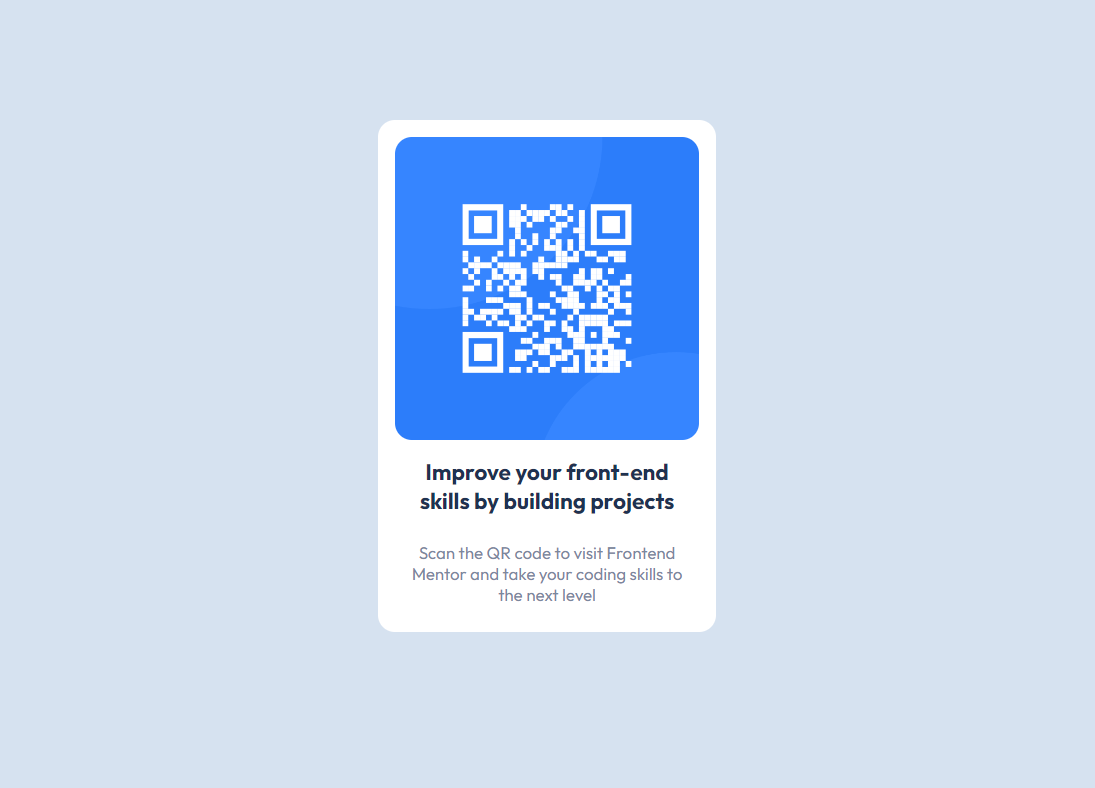 Improve your front-end
skills by building projects
Scan the QR code to visit Frontend
Mentor and take your coding skills to
the next level